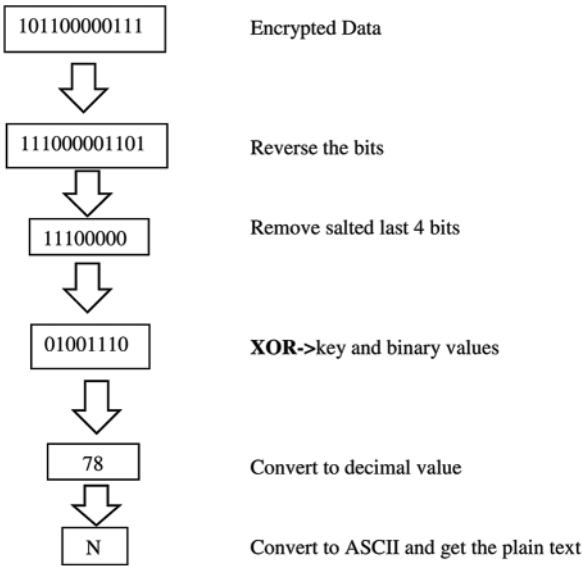 101100000111 Encrypted Data
111000001101 Reverse the bits
11100000 Remove salted last 4 bits
01001110 XOR->key and binary values
78 Convert to decimal value
N Convert to ASCII and get the plain text